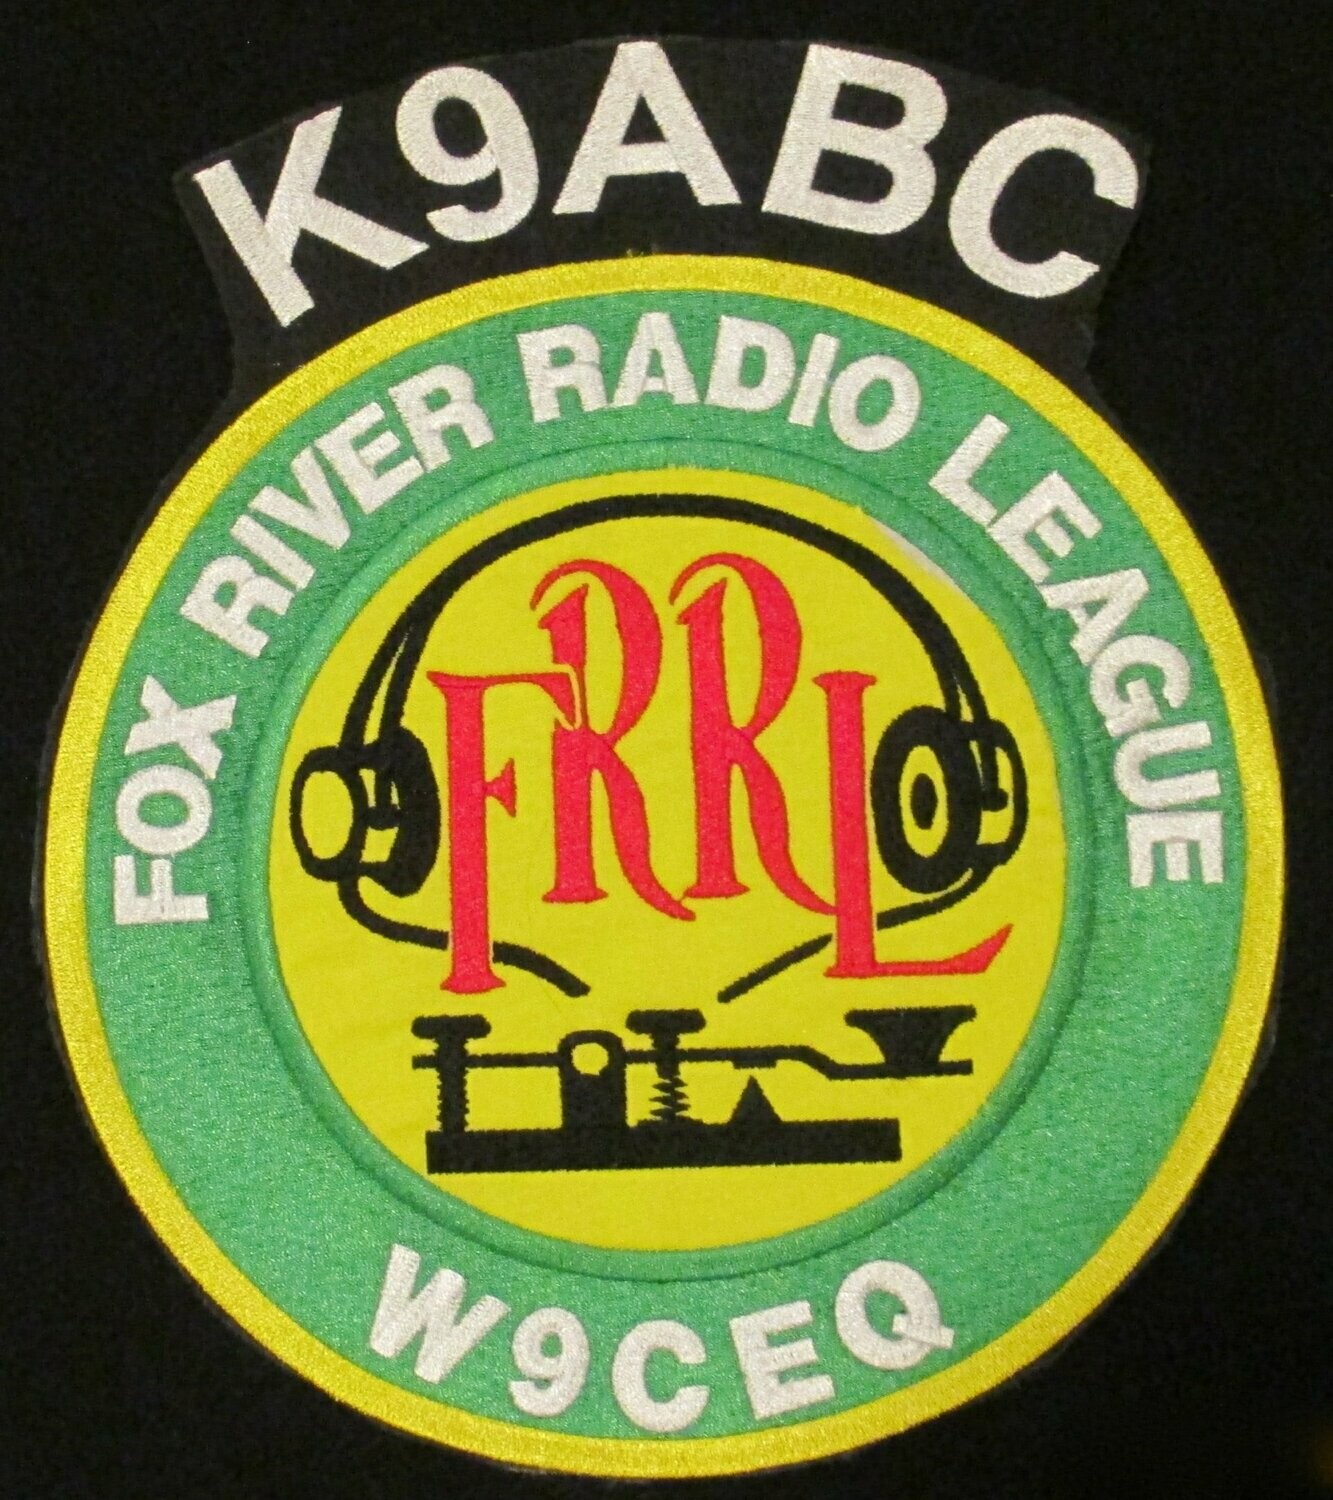 K9ABC
FOX RIVER RADIO LEAGUE
FRRL
W9CEQ